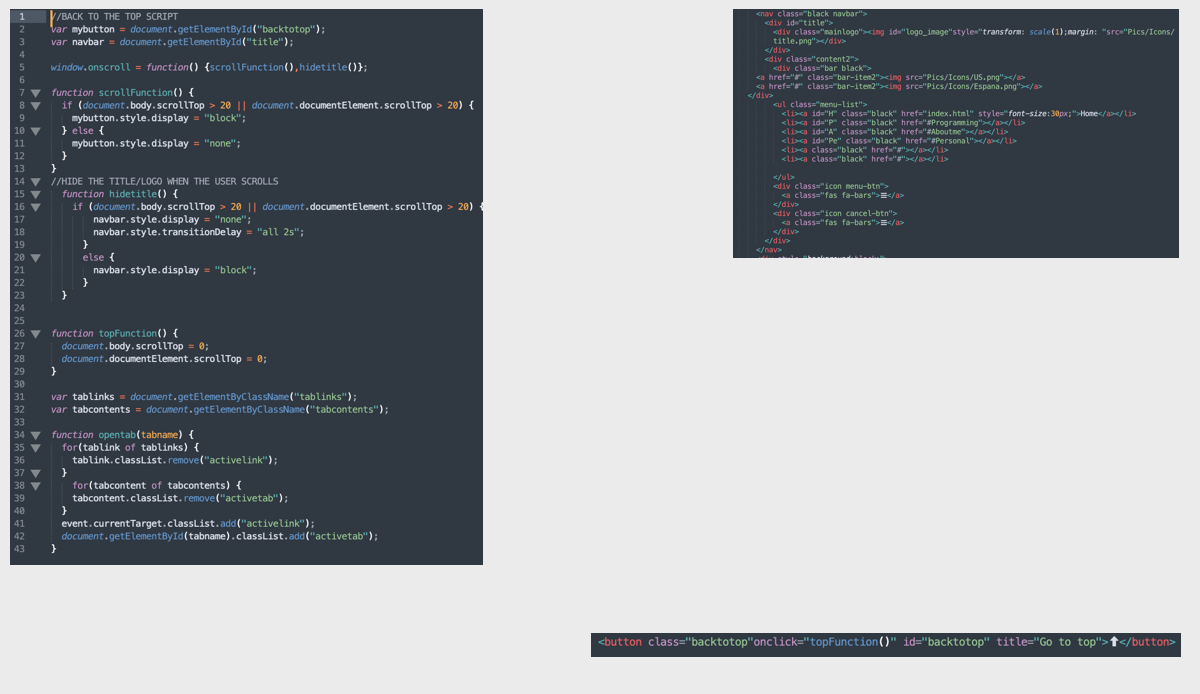 1 //BACK TO THE TOP SCRIPT
2 var mybutton = document.getElementById("backtotop");
3 var navbar = document.getElementById("title");
4
5 window.onscroll = function() {scrollFunction(),hidetitle()};
6
7 function scrollFunction() {
8 if (document.body.scrollTop > 20 || document.documentElement.scrollTop > 20) {
9 mybutton.style.display = "block";
10 } else {
11 mybutton.style.display = "none";
12 }
13 }
14 //HIDE THE TITLE/LOGO WHEN THE USER SCROLLS
15 function hidetitle() {
16 if (document.body.scrollTop > 20 || document.documentElement.scrollTop > 20) {
17 navbar.style.display = "none";
18 navbar.style.transitionDelay = "all 2s";
19 }
20 else {
21 navbar.style.display = "block";
22 }
23 }
24
25
26 function topFunction() {
27 document.body.scrollTop = 0;
28 document.documentElement.scrollTop = 0;
29 }
30
31 var tablinks = document.getElementByClassName("tablinks");
32 var tabcontents = document.getElementByClassName("tabcontents");
33
34 function opentab(tabname) {
35 for(tablink of tablinks) {
36 tablink.classList.remove("activelink");
37 }
38 for(tabcontent of tabcontents) {
39 tabcontent.classList.remove("activetab");
40 }
41 event.currentTarget.classList.add("activelink");
42 document.getElementById(tabname).classList.add("activetab");
43 }
<nav class="black navbar">
<div id="title">
<div class="mainlogo"><img id="logo_image"style="transform: scale(1);margin: "src="Pics/Icons/
title.png"></div>
</div>
<div class="content2">
<div class="bar black">
<a href="#" class="bar-item2"><img src="Pics/Icons/US.png"></a>
<a href="#" class="bar-item2"><img src="Pics/Icons/Espana.png"></a>
</div>
<ul class="menu-list">
<li><a id="H" class="black" href="index.html" style="font-size:30px;">Home</a></li>
<li><a id="P" class="black" href="#Programming"></a></li>
<li><a id="A" class="black" href="#Aboutme"></a></li>
<li><a id="Pe" class="black" href="#Personal"></a></li>
<li><a class="black" href="#"></a></li>
<li><a class="black" href="#"></a></li>
</ul>
<div class="icon menu-btn">
<a class="fas fa-bars">☰</a>
</div>
<div class="icon cancel-btn">
<a class="fas fa-bars">☰</a>
</div>
</div>
</nav>
<button class="backtotop"onclick="topFunction()" id="backtotop" title="Go to top">⬆</button>